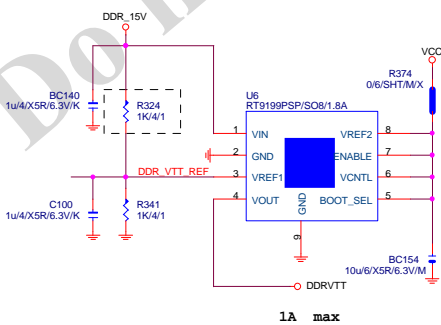 DDR_15V
VCC
R374
0/6/SHT/M/X
BC140
1u/4/X5R/6.3V/K
R324
1K/4/1
U6
RT9199PSP/SO8/1.8A
1 VIN VREF2 8
2 GND ENABLE 7
DDR_VTT_REF 3 VREF1 VCNTL 6
4 VOUT BOOT_SEL 5
GND
9
C100
1u/4/X5R/6.3V/K
R341
1K/4/1
BC154
10u/6/X5R/6.3V/M
DDRVTT
1A max